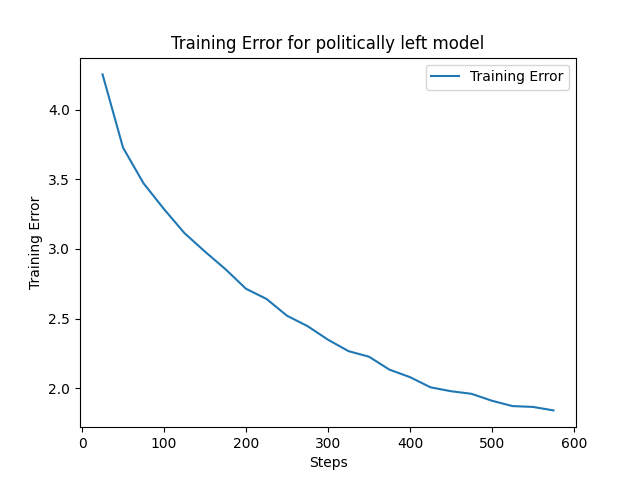 Training Error for politically left model
Training Error
4.0
3.5
3.0
2.5
2.0
Training Error
0 100 200 300 400 500 600
Steps